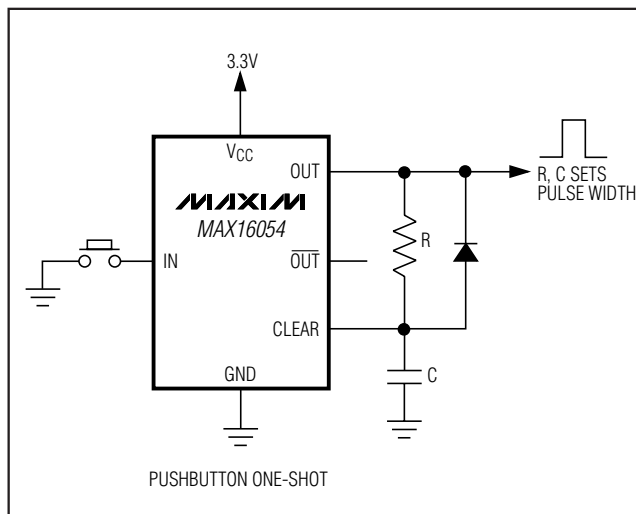 3.3V
VCC
OUT
R, C SETS
PULSE WIDTH
MAXIM
MAX16054
IN
R
OUT
CLEAR
GND
C
PUSHBUTTON ONE-SHOT